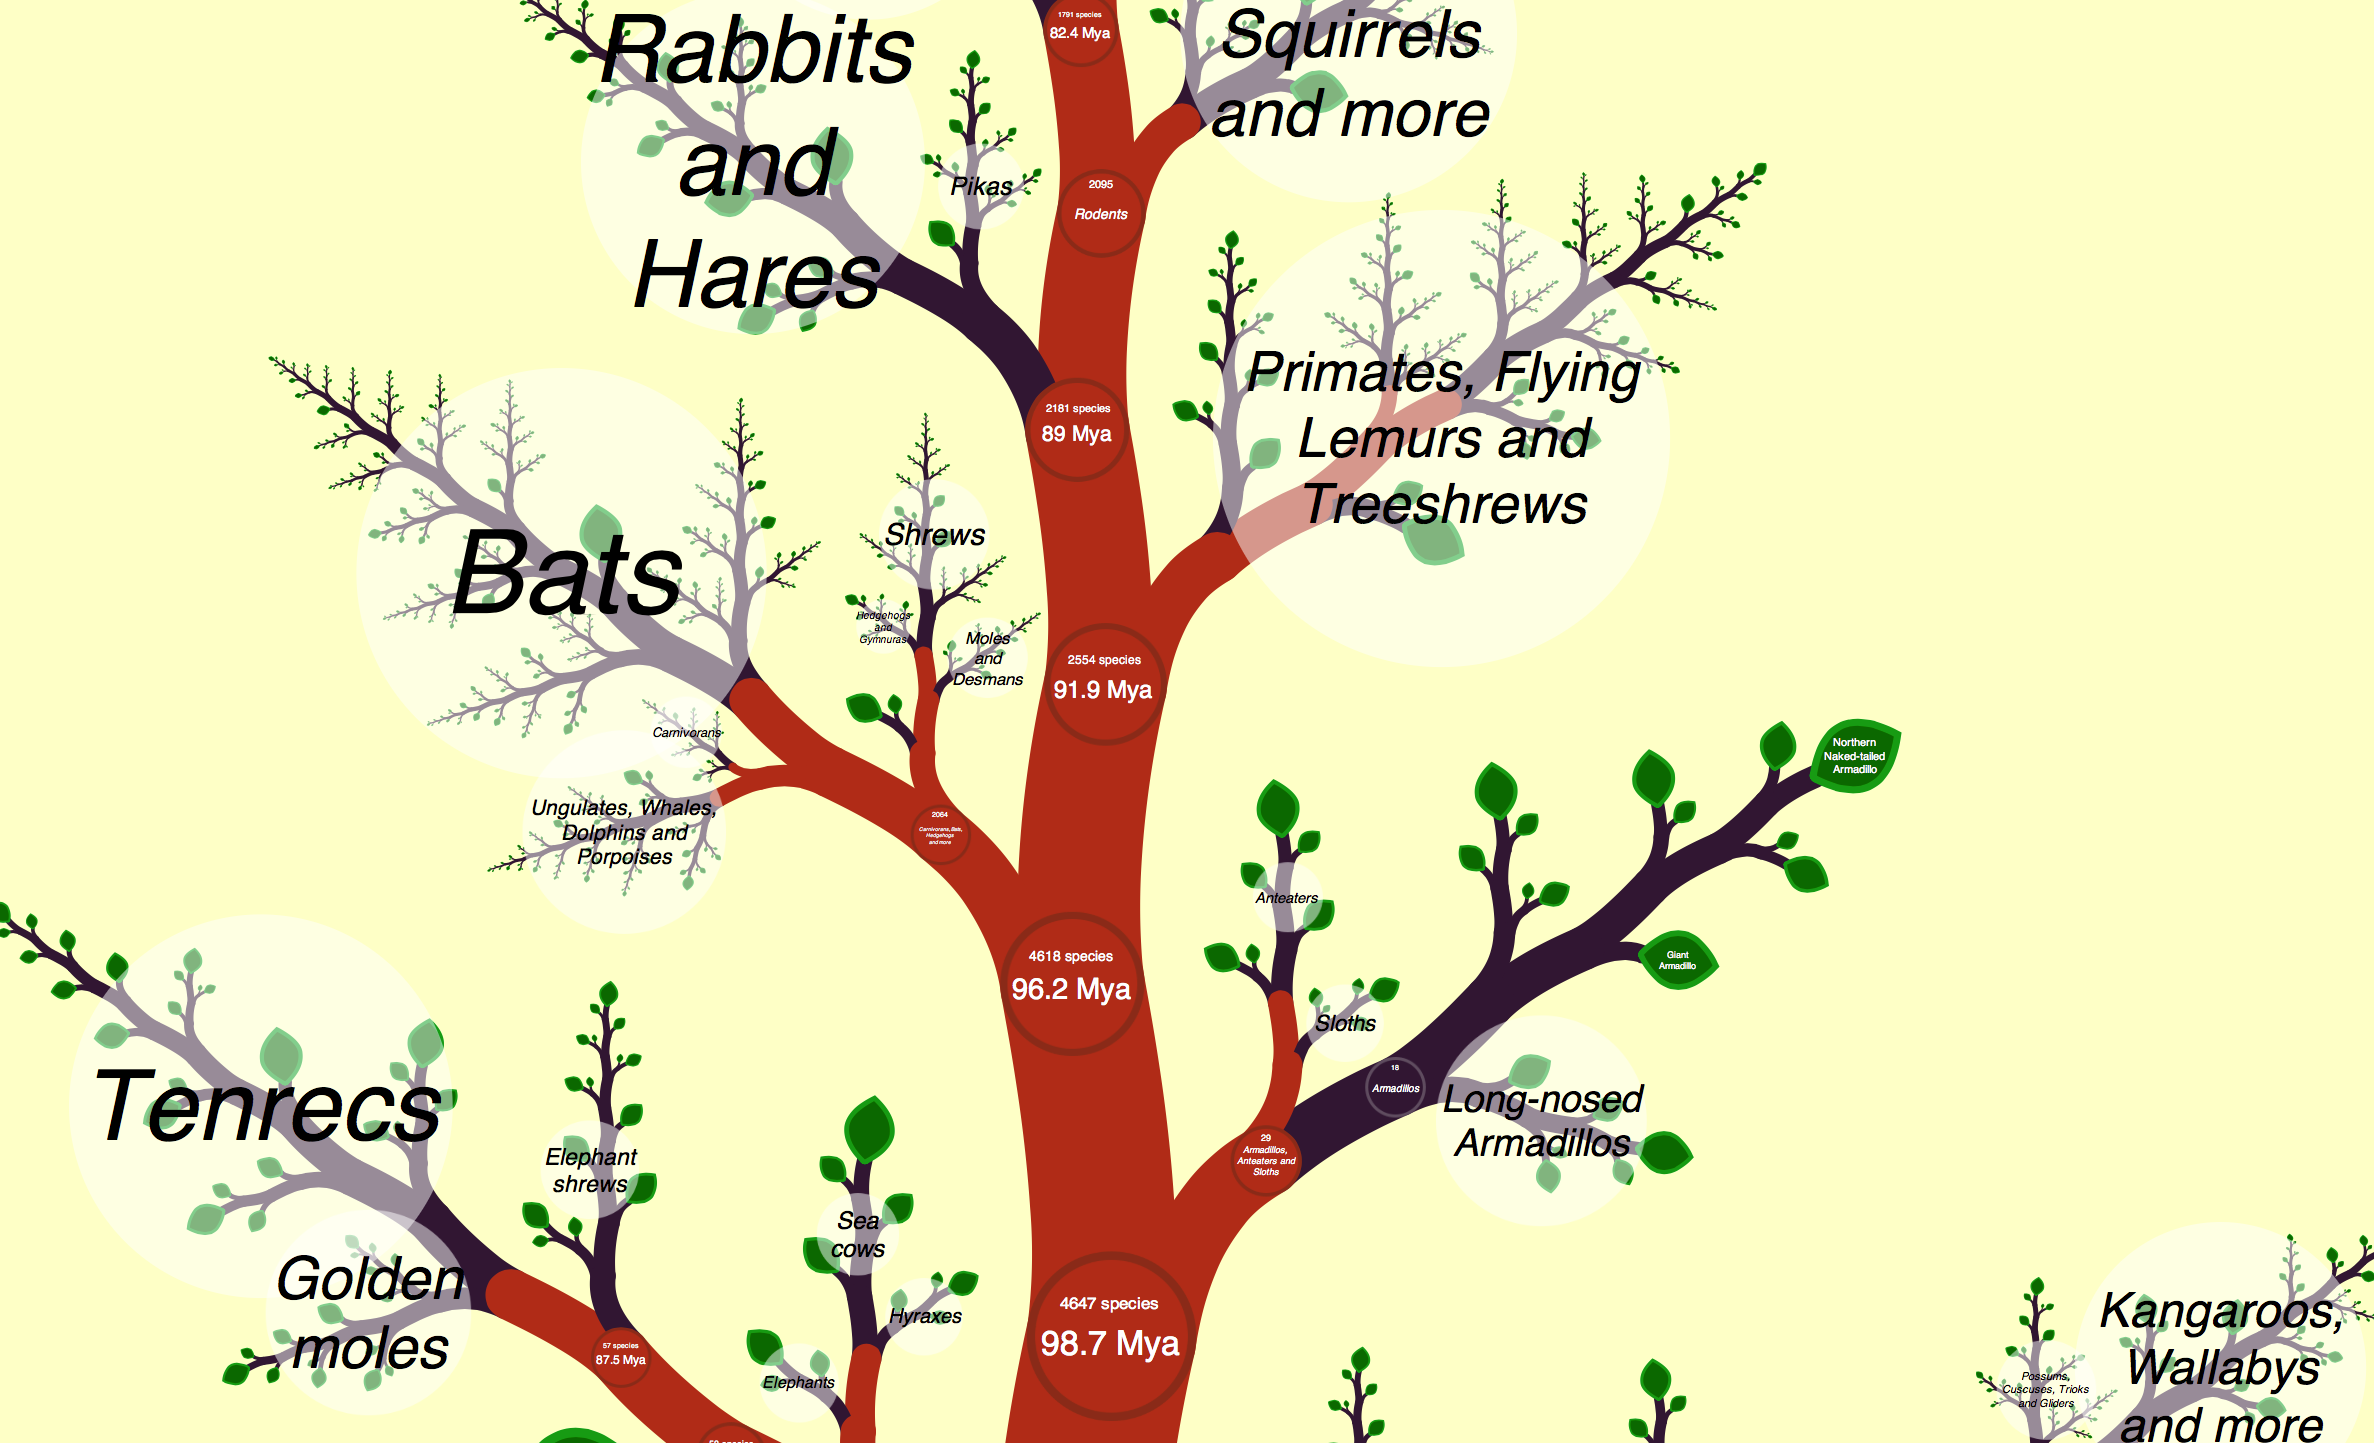 1791 species
82.4 Mya
Rabbits
and
Hares
Squirrels
and more
Pikas
2095
Rodents
2181 species
89 Mya
Primates, Flying
Lemurs and
Treeshrews
Bats
Shrews
Hedgehogs
and
Gymnuras
Moles
and
Desmans
2554 species
91.9 Mya
Carnivorans
Ungulates, Whales,
Dolphins and
Porpoises
2064
Carnivorans, Bats,
Hedgehogs
and more
Northern
Naked-tailed
Armadillo
Anteaters
Giant
Armadillo
4618 species
96.2 Mya
Sloths
18
Armadillos
Long-nosed
Armadillos
29
Armadillos,
Anteaters and
Sloths
Tenrecs
Elephant
shrews
Sea
cows
Golden
moles
Hyraxes
4647 species
98.7 Mya
57 species
87.5 Mya
Elephants
Kangaroos,
Wallabys
and more
Possums,
Cuscuses, Trioks
and Gliders